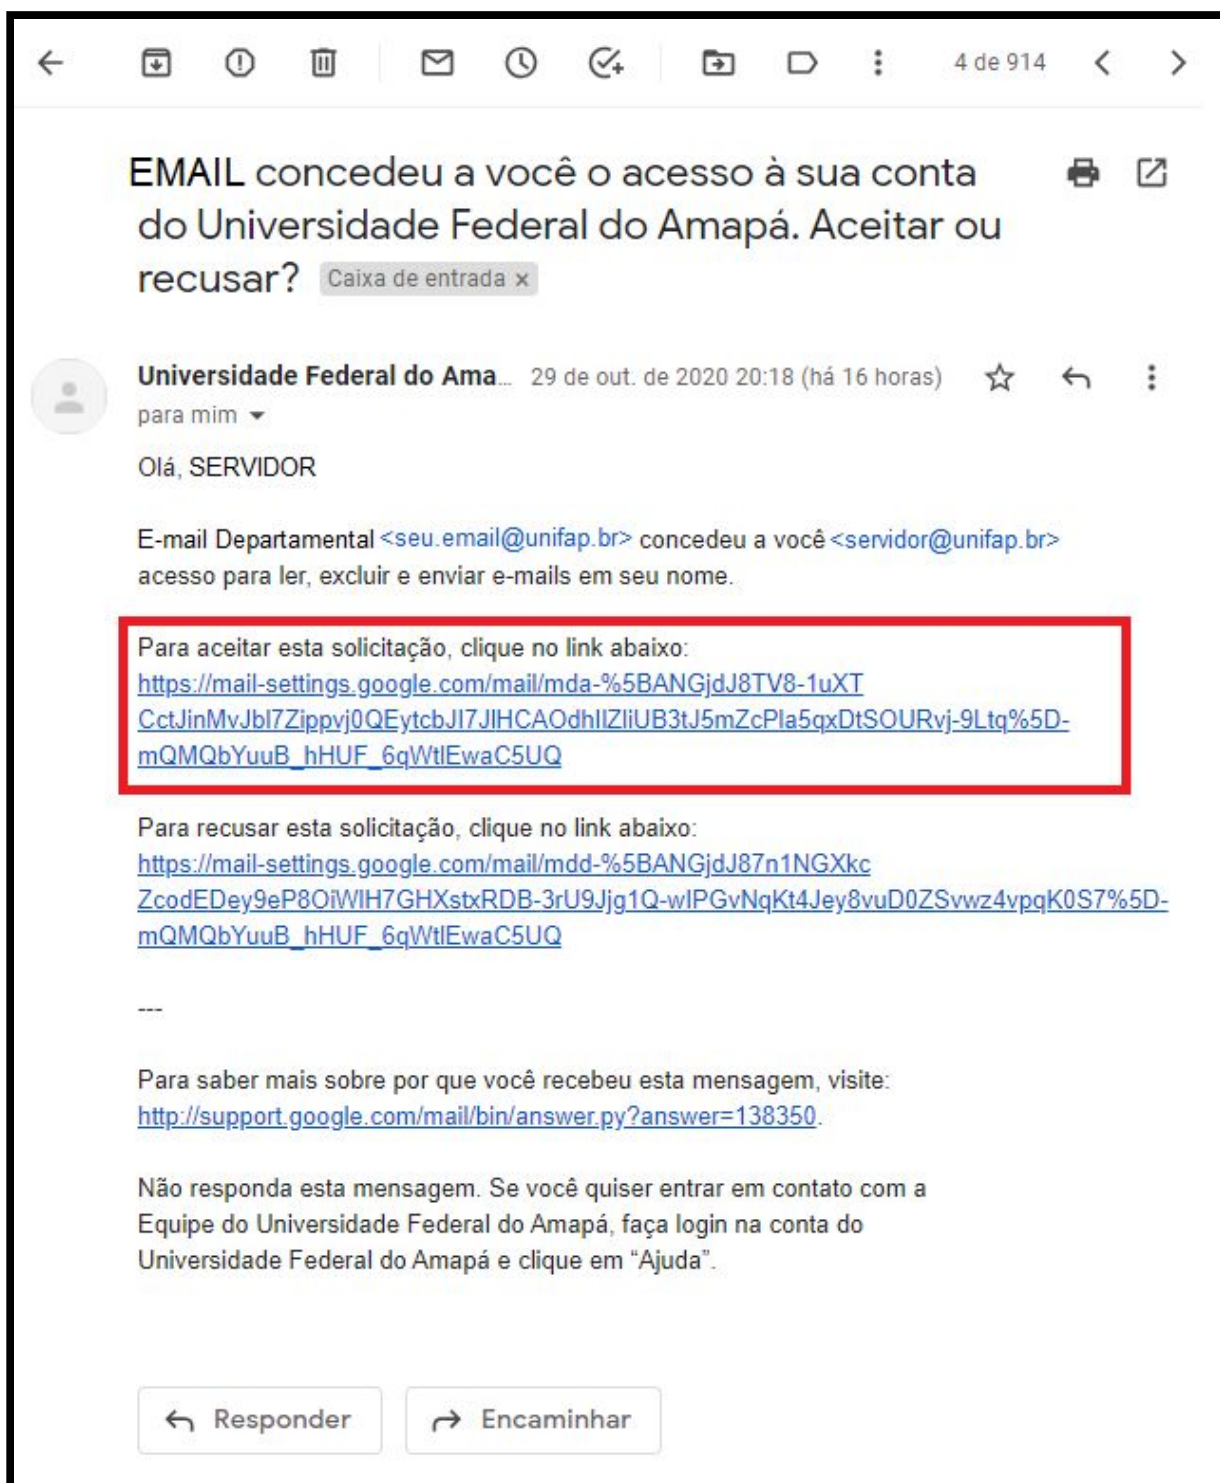 4 de 914
EMAIL concedeu a você o acesso à sua conta
do Universidade Federal do Amapá. Aceitar ou
recusar? Caixa de entrada x
Universidade Federal do Ama... 29 de out. de 2020 20:18 (há 16 horas)
para mim
Olá, SERVIDOR
E-mail Departamental <seu.email@unifap.br> concedeu a você <servidor@unifap.br>
acesso para ler, excluir e enviar e-mails em seu nome.
Para aceitar esta solicitação, clique no link abaixo:
https://mail-settings.google.com/mail/mda-%5BANGjdJ8TV8-1uXT
CctJinMvJbI7Zippvj0QEytcbJI7JIHCAOdhIIZIiUB3tJ5mZcPla5qxDtSOURvj-9Ltq%5D-
mQMQbYuuB_hHUF_6qWtlEwaC5UQ
Para recusar esta solicitação, clique no link abaixo:
https://mail-settings.google.com/mail/mdd-%5BANGjdJ87n1NGXkc
ZcodEDey9eP8OiWIH7GHXstxRDB-3rU9Jjg1Q-wIPGvNqKt4Jey8vuD0ZSvwz4vpqK0S7%5D-
mQMQbYuuB_hHUF_6qWtlEwaC5UQ
---
Para saber mais sobre por que você recebeu esta mensagem, visite:
http://support.google.com/mail/bin/answer.py?answer=138350.
Não responda esta mensagem. Se você quiser entrar em contato com a
Equipe do Universidade Federal do Amapá, faça login na conta do
Universidade Federal do Amapá e clique em “Ajuda”.
Responder
Encaminhar